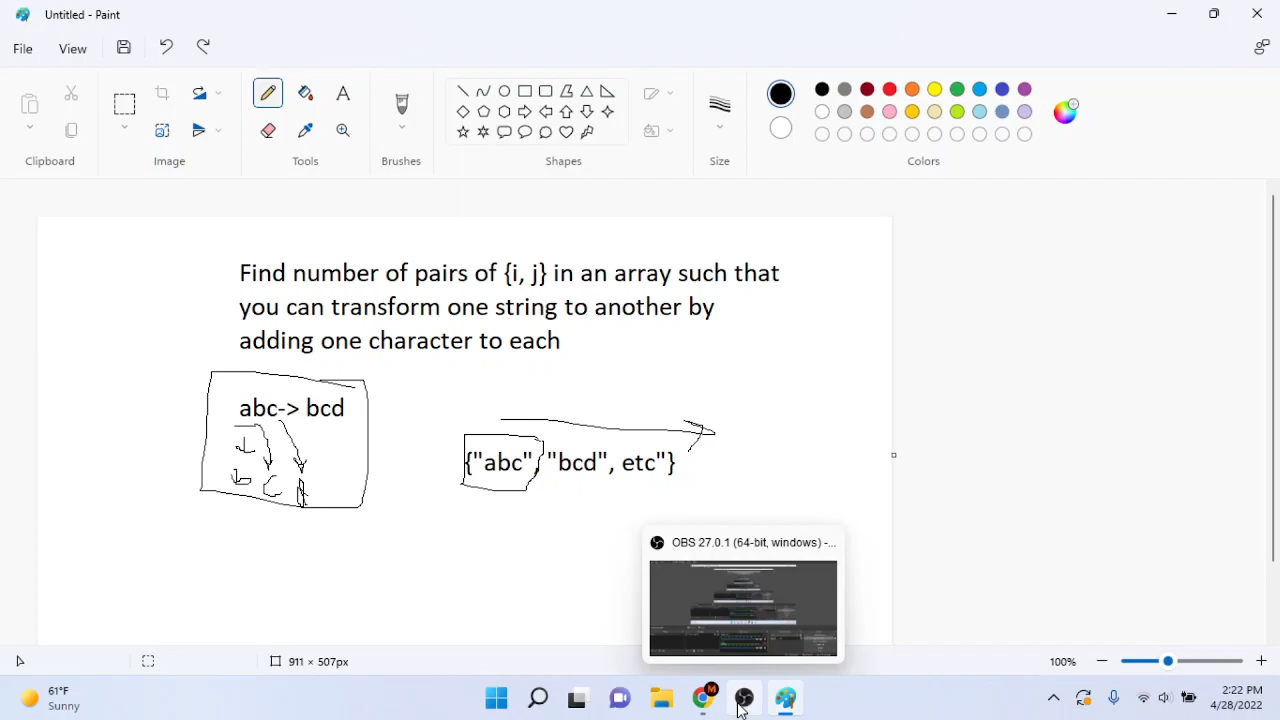 Untitled - Paint
File View
Clipboard
Image
Tools
Brushes
Shapes
Size
Colors
Find number of pairs of {i, j} in an array such that
you can transform one string to another by
adding one character to each
abc-> bcd
{"abc", "bcd", etc"}
b c
OBS 27.0.1 (64-bit, windows) -...
100%
61°F
Sunny
M
2:22 PM
4/28/2022